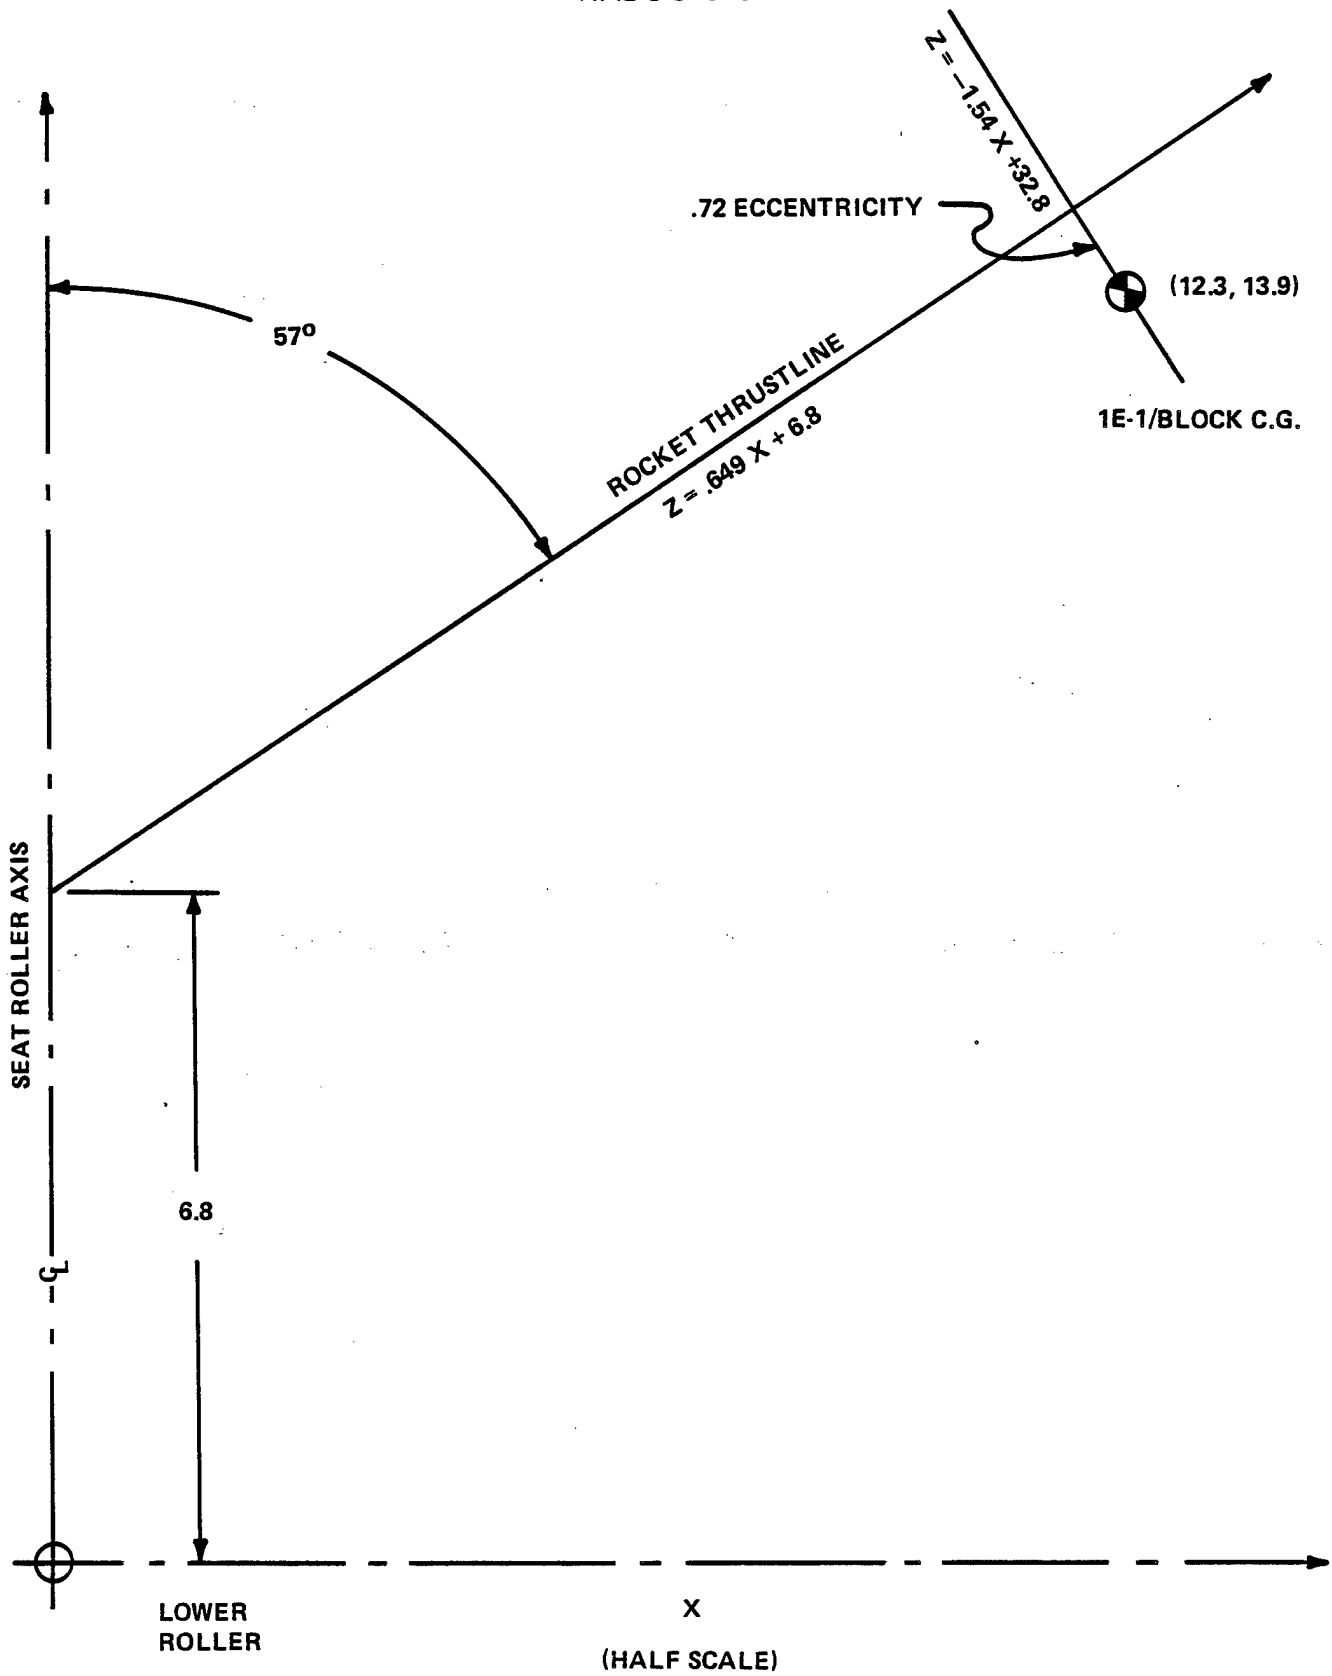 Z = –1.54 X +32.8
.72 ECCENTRICITY
(12.3, 13.9)
57º
1E-1/BLOCK C.G.
ROCKET THRUSTLINE
Z = .649 X + 6.8
SEAT ROLLER AXIS
6.8
℄
LOWER
ROLLER
X
(HALF SCALE)